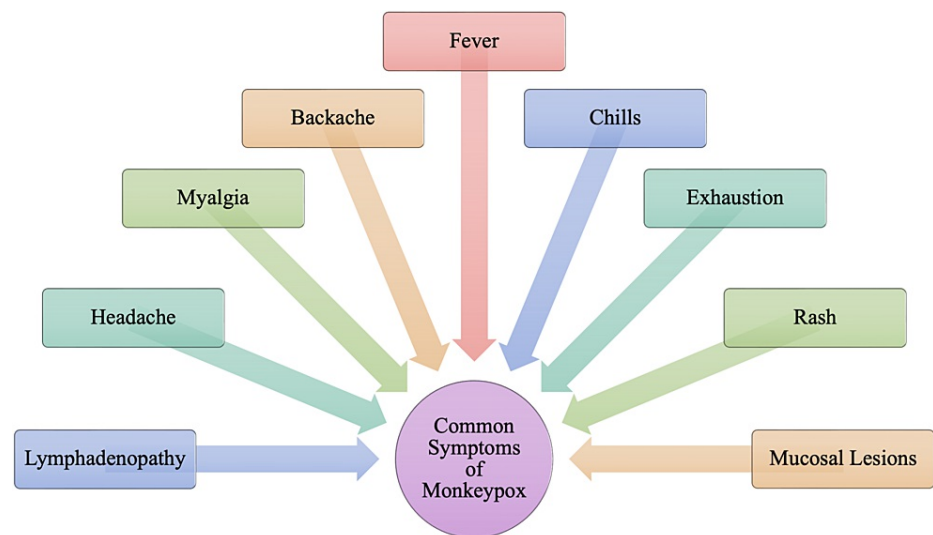 Fever
Backache
Chills
Myalgia
Exhaustion
Headache
Rash
Lymphadenopathy
Common
Symptoms
of
Monkeypox
Mucosal Lesions